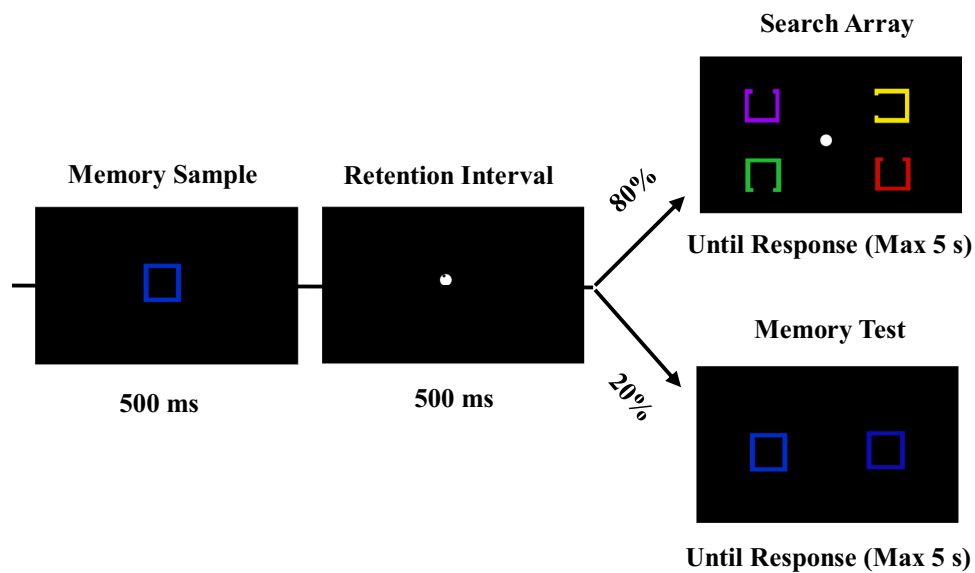 Search Array
Memory Sample
Retention Interval
80%
Until Response (Max 5 s)
500 ms
500 ms
20%
Memory Test
Until Response (Max 5 s)